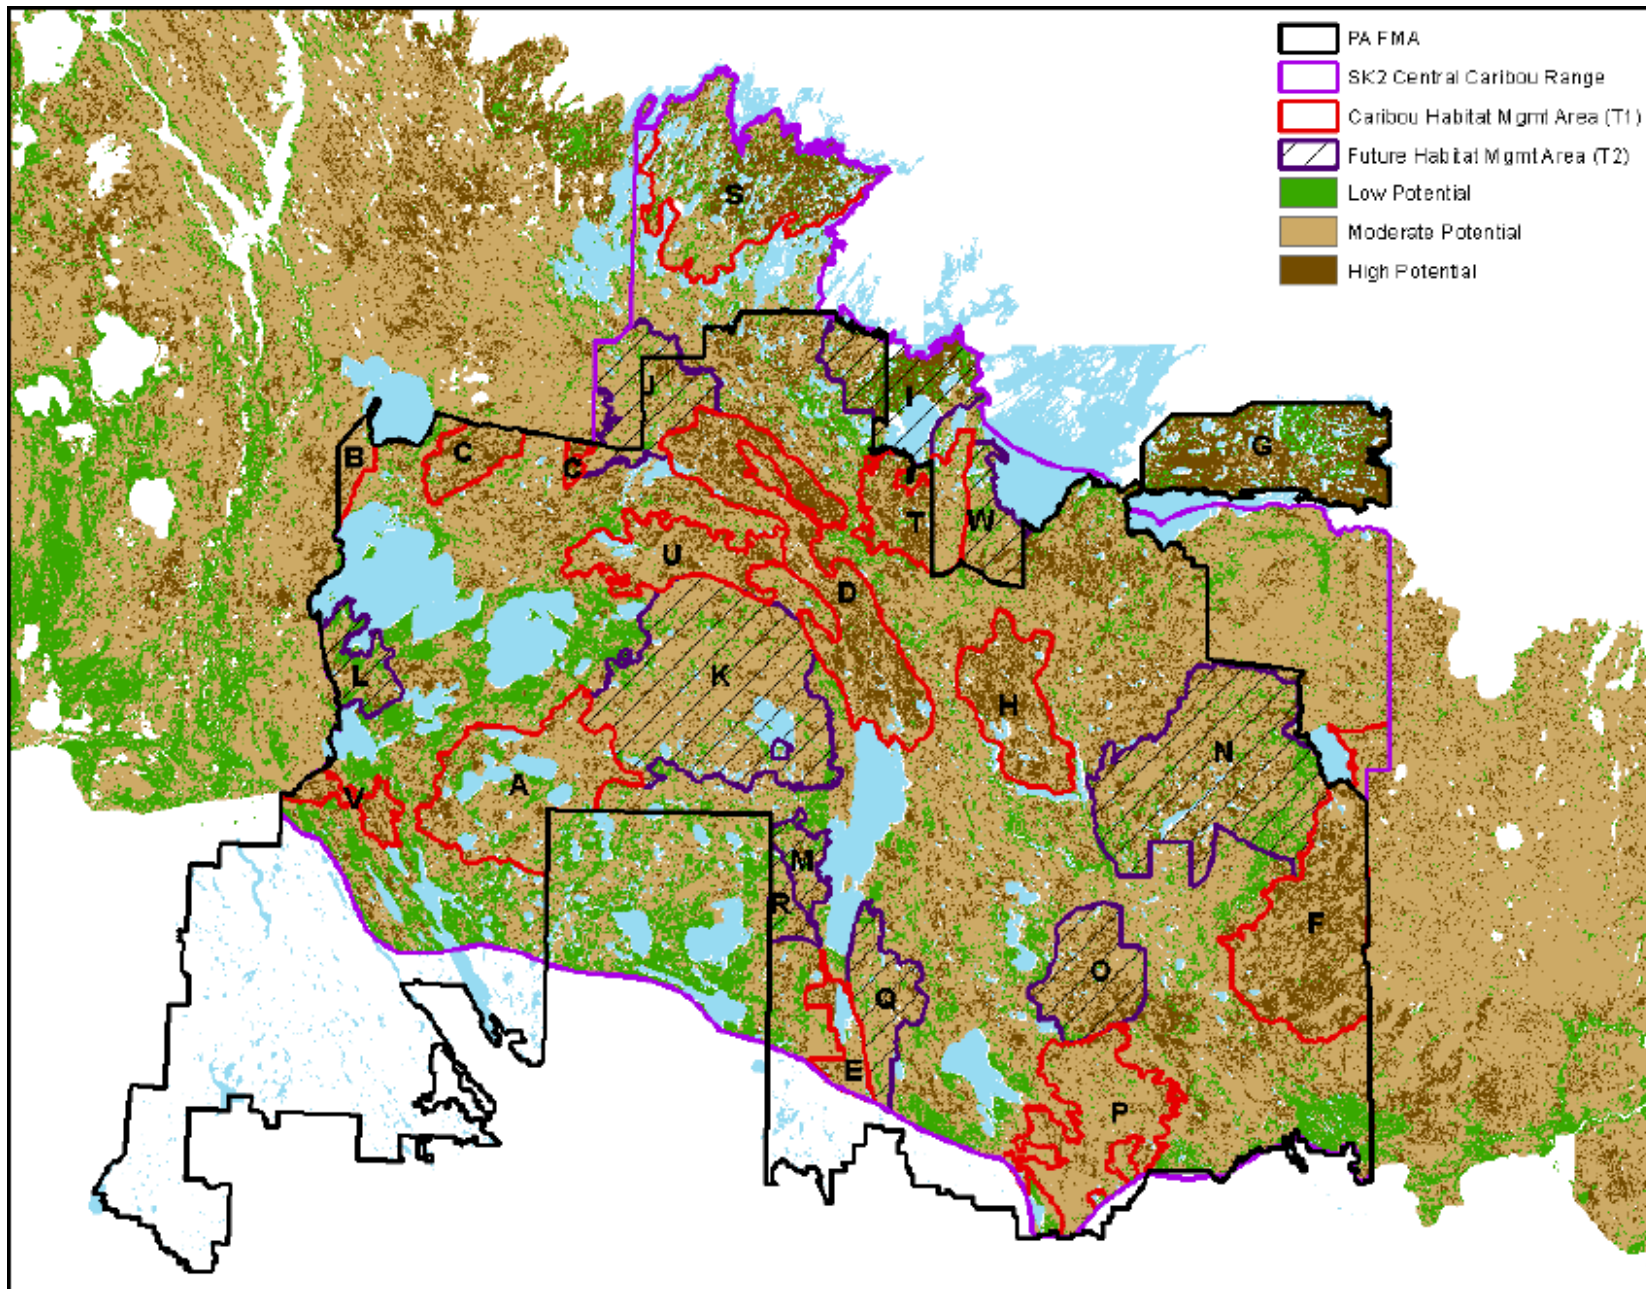 PA FMA
SK2 Central Caribou Range
Caribou Habitat Mgmt Area (T1)
Future Habitat Mgmt Area (T2)
Low Potential
Moderate Potential
High Potential
S
J
I
B
C
C
G
T
W
U
D
L
K
H
N
A
V
M
R
F
Q
O
E
P